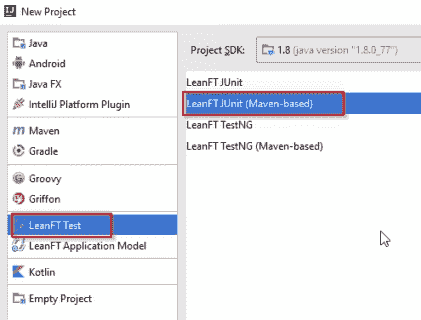 New Project
Java
Android
Java FX
IntelliJ Platform Plugin
Maven
Gradle
Groovy
Griffon
LeanFT Test
LeanFT Application Model
Kotlin
Empty Project
Project SDK: 1.8 (java version "1.8.0_77")
LeanFT JUnit
LeanFT JUnit (Maven-based)
LeanFT TestNG
LeanFT TestNG (Maven-based)